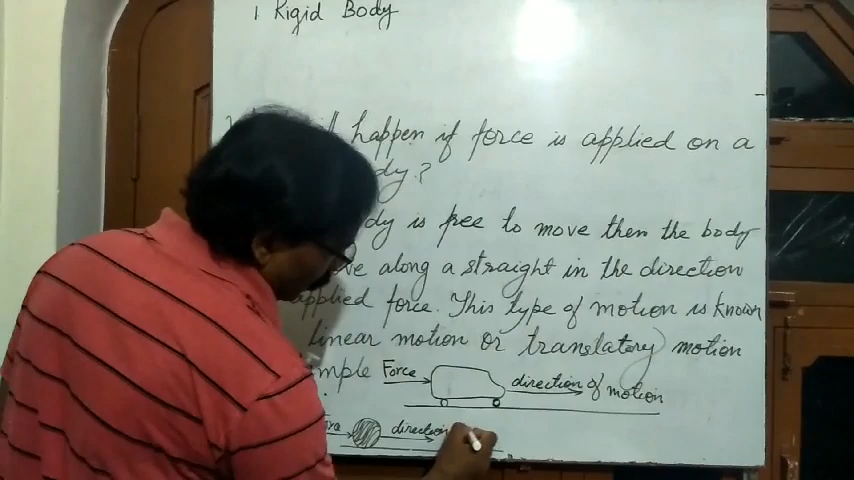 1 Rigid Body
happen if force is applied on a
dy?
dy is free to move then the body
ve along a straight in the direction
applied force. This type of motion is known
linear motion or translatory motion
mple Force direction of motion
direction